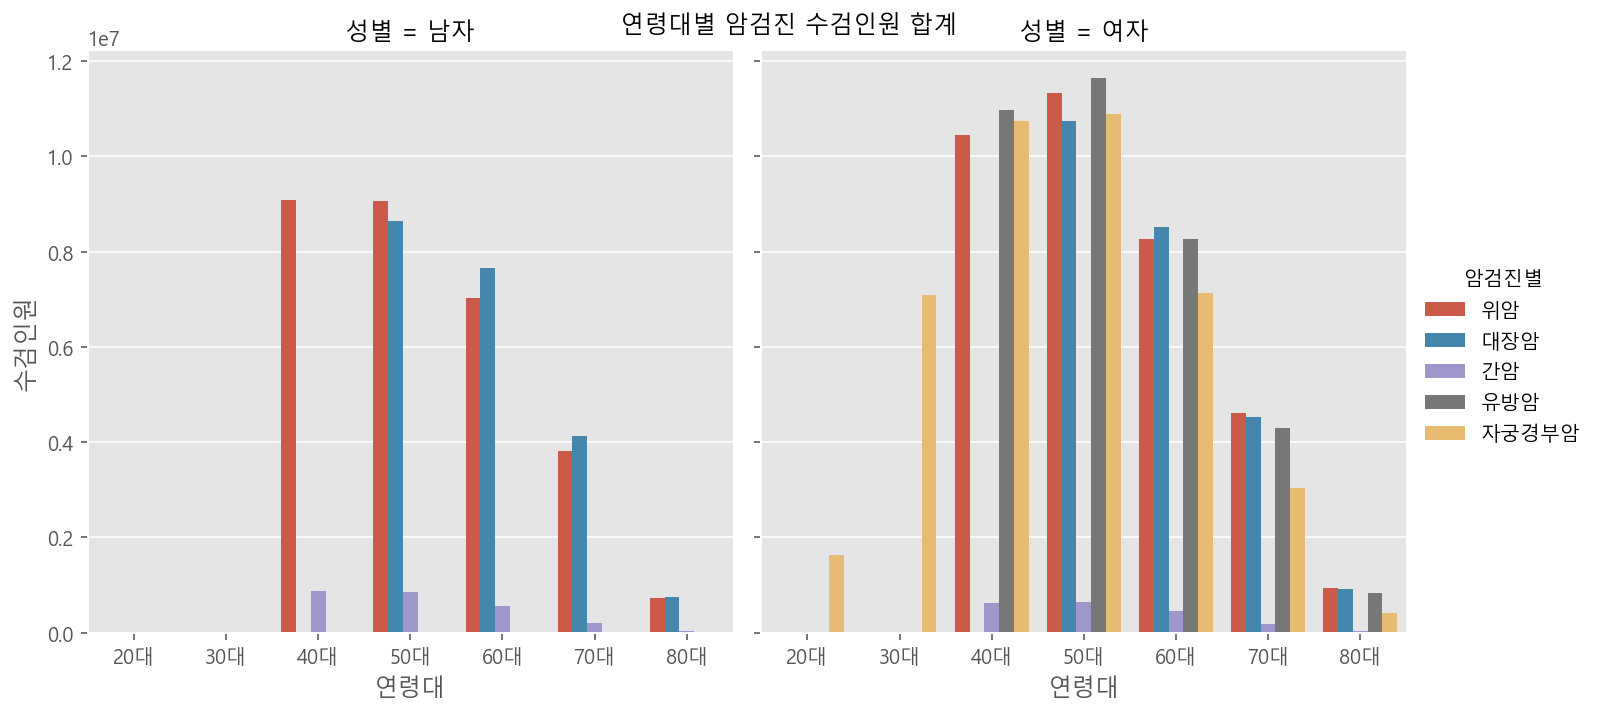 연령대별 암검진 수검인원 합계
성별 = 남자
성별 = 여자
1e7
1.2
1.0
0.8
0.6
0.4
0.2
0.0
수검인원
20대 30대 40대 50대 60대 70대 80대
연령대
20대 30대 40대 50대 60대 70대 80대
연령대
암검진별
위암
대장암
간암
유방암
자궁경부암